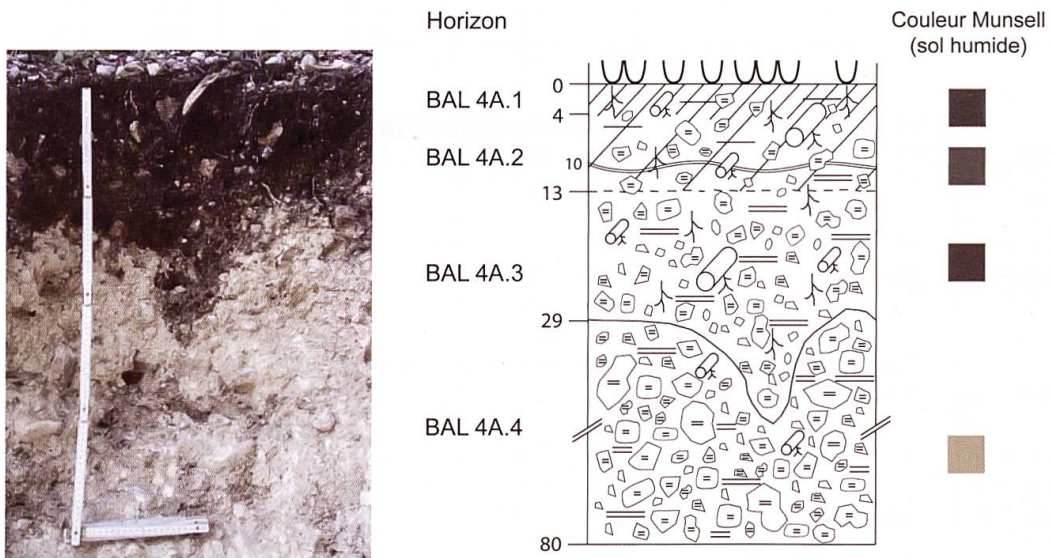 Horizon
Couleur Munsell
(sol humide)
0
BAL 4A.1
4
BAL 4A.2
10
13
BAL 4A.3
29
BAL 4A.4
80